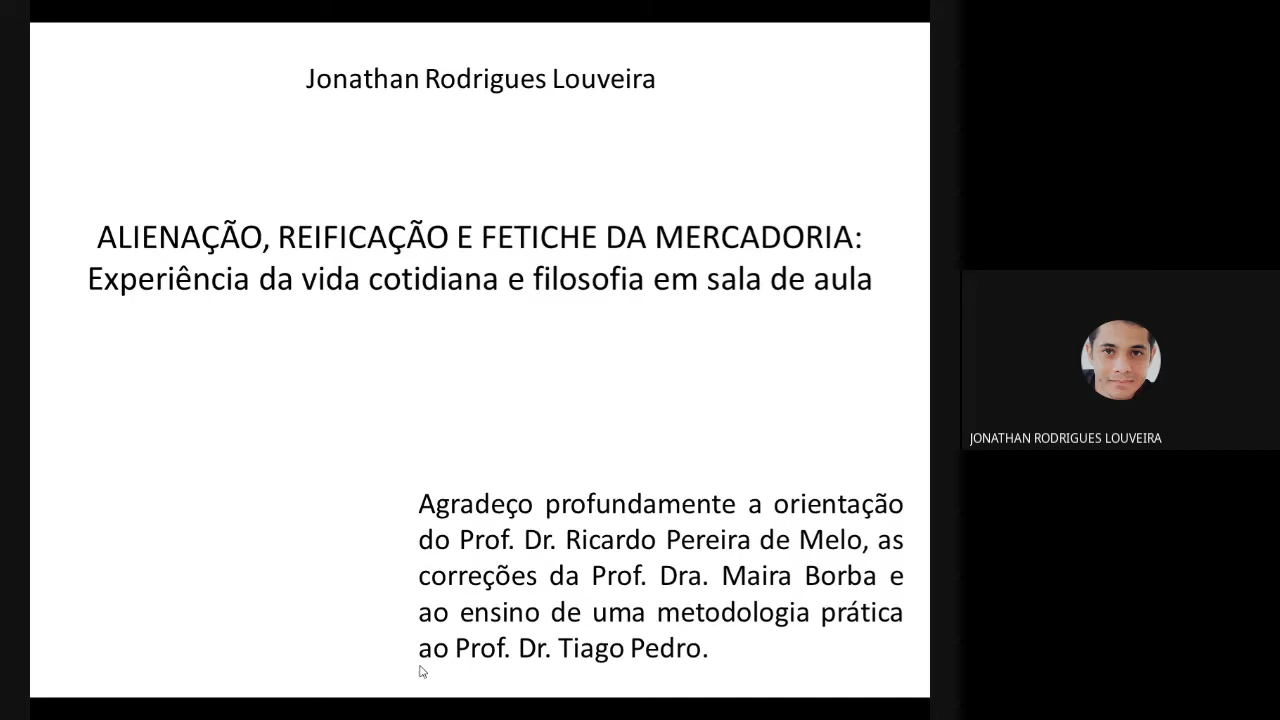 Jonathan Rodrigues Louveira
ALIENAÇÃO, REIFICAÇÃO E FETICHE DA MERCADORIA:
Experiência da vida cotidiana e filosofia em sala de aula
Agradeço profundamente a orientação
do Prof. Dr. Ricardo Pereira de Melo, as
correções da Prof. Dra. Maira Borba e
ao ensino de uma metodologia prática
ao Prof. Dr. Tiago Pedro.
JONATHAN RODRIGUES LOUVEIRA